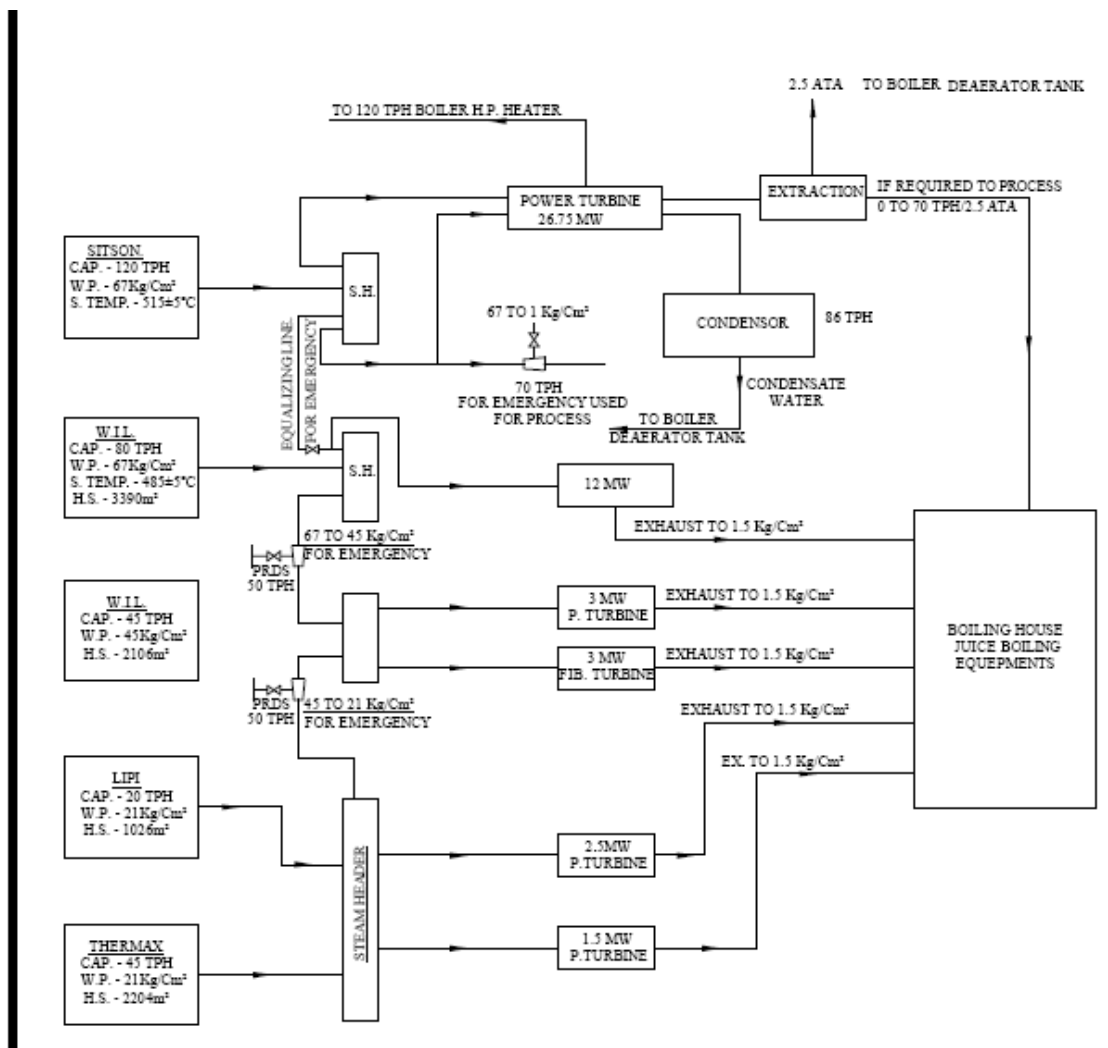 2.5 ATA TO BOILER DEAERATOR TANK
TO 120 TPH BOILER H.P. HEATER
POWER TURBINE
26.75 MW
EXTRACTION
IF REQUIRED TO PROCESS
0 TO 70 TPH/2.5 ATA
SITSON.
CAP. - 120 TPH
W.P. - 67Kg/Cm²
S. TEMP. - 515±5°C
S.H.
EQUALIZING LINE.
FOR EMERGENCY
67 TO 1 Kg/Cm²
70 TPH
FOR EMERGENCY USED
FOR PROCESS
CONDENSOR
86 TPH
CONDENSATE
WATER
TO BOILER
DEAERATOR TANK
W.I.L.
CAP. - 80 TPH
W.P. - 67Kg/Cm²
S. TEMP. - 485±5°C
H.S. - 3390m²
S.H.
12 MW
EXHAUST TO 1.5 Kg/Cm²
67 TO 45 Kg/Cm²
FOR EMERGENCY
PRDS
50 TPH
W.I.L.
CAP. - 45 TPH
W.P. - 45Kg/Cm²
H.S. - 2106m²
3 MW
P. TURBINE
EXHAUST TO 1.5 Kg/Cm²
3 MW
FIB. TURBINE
EXHAUST TO 1.5 Kg/Cm²
BOILING HOUSE
JUICE BOILING
EQUEPMENTS
PRDS
50 TPH
45 TO 21 Kg/Cm²
FOR EMERGENCY
EXHAUST TO 1.5 Kg/Cm²
EX. TO 1.5 Kg/Cm²
LIPI
CAP. - 20 TPH
W.P. - 21Kg/Cm²
H.S. - 1026m²
STEAM HEADER
2.5MW
P.TURBINE
THERMAX
CAP. - 45 TPH
W.P. - 21Kg/Cm²
H.S. - 2204m²
1.5 MW
P.TURBINE